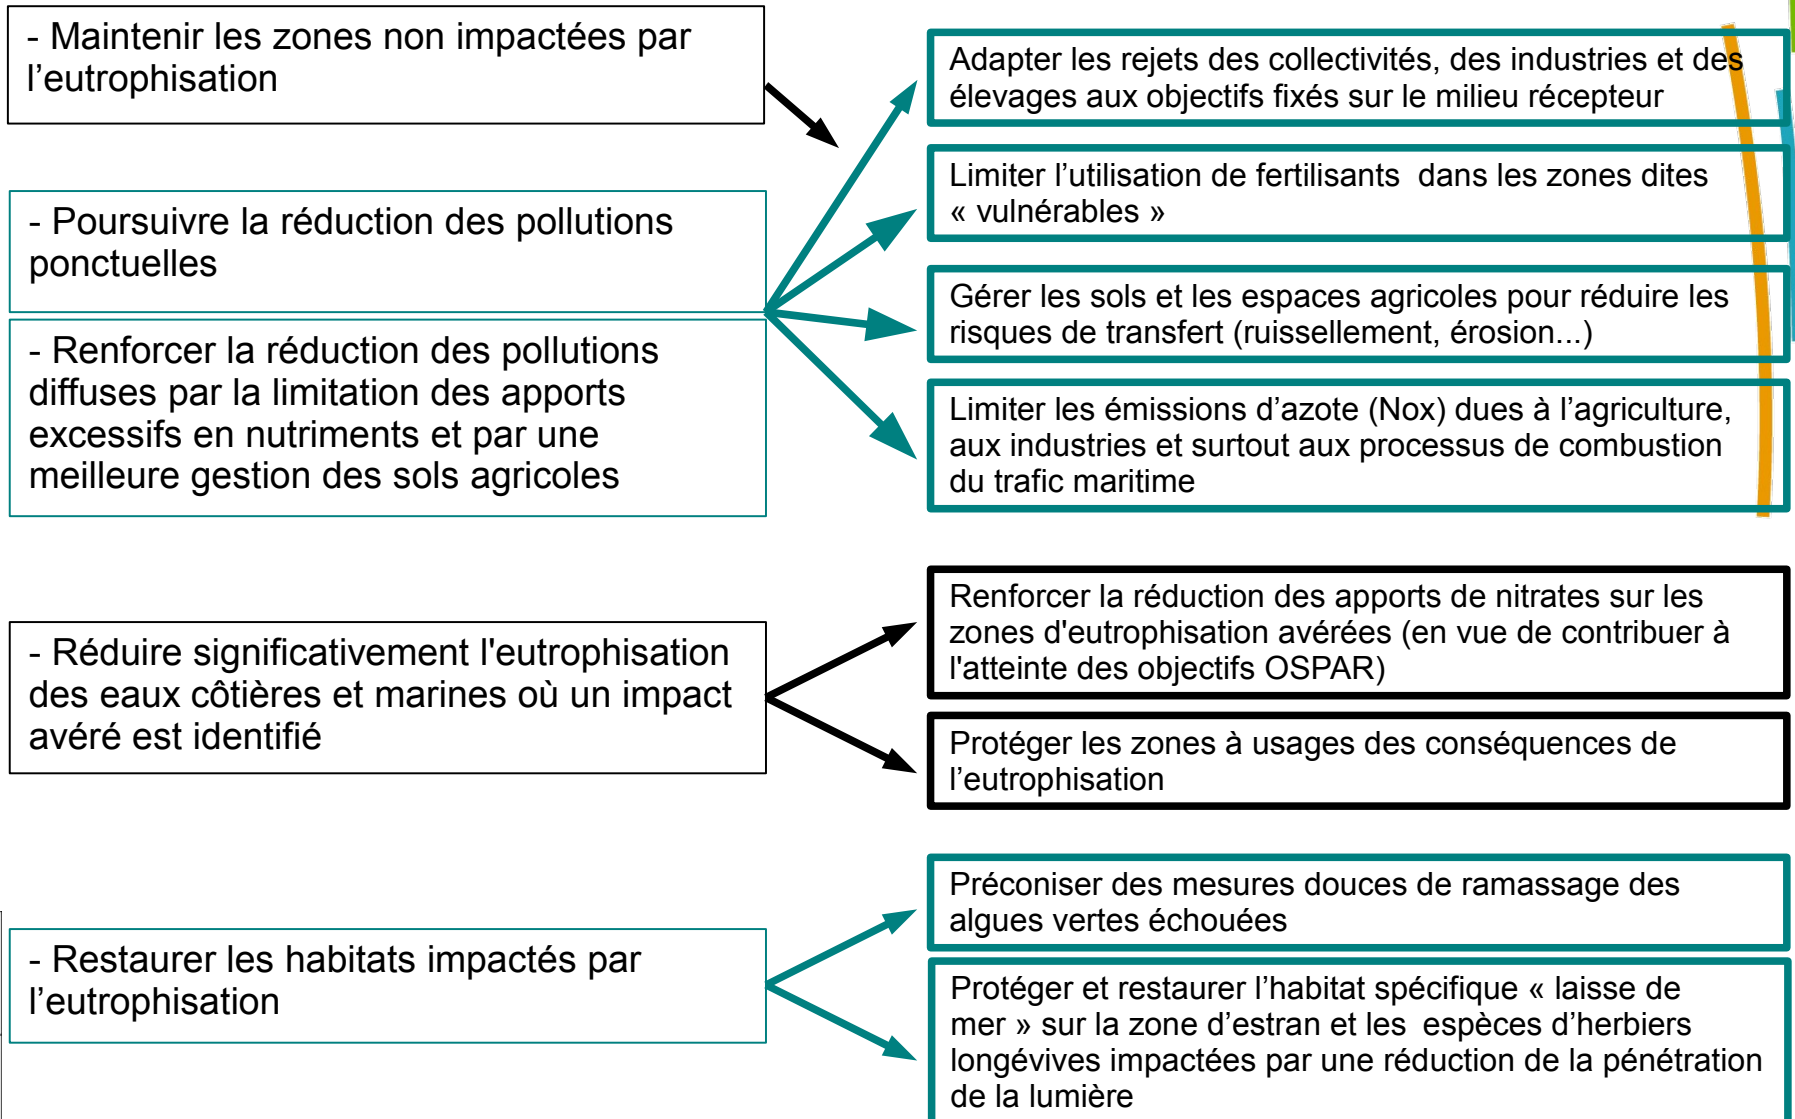 - Maintenir les zones non impactées par
l’eutrophisation
- Poursuivre la réduction des pollutions
ponctuelles
- Renforcer la réduction des pollutions
diffuses par la limitation des apports
excessifs en nutriments et par une
meilleure gestion des sols agricoles
Adapter les rejets des collectivités, des industries et des
élevages aux objectifs fixés sur le milieu récepteur
Limiter l’utilisation de fertilisants dans les zones dites
« vulnérables »
Gérer les sols et les espaces agricoles pour réduire les
risques de transfert (ruissellement, érosion...)
Limiter les émissions d’azote (Nox) dues à l’agriculture,
aux industries et surtout aux processus de combustion
du trafic maritime
- Réduire significativement l'eutrophisation
des eaux côtières et marines où un impact
avéré est identifié
Renforcer la réduction des apports de nitrates sur les
zones d'eutrophisation avérées (en vue de contribuer à
l'atteinte des objectifs OSPAR)
Protéger les zones à usages des conséquences de
l’eutrophisation
- Restaurer les habitats impactés par
l’eutrophisation
Préconiser des mesures douces de ramassage des
algues vertes échouées
Protéger et restaurer l’habitat spécifique « laisse de
mer » sur la zone d’estran et les espèces d’herbiers
longévives impactées par une réduction de la pénétration
de la lumière